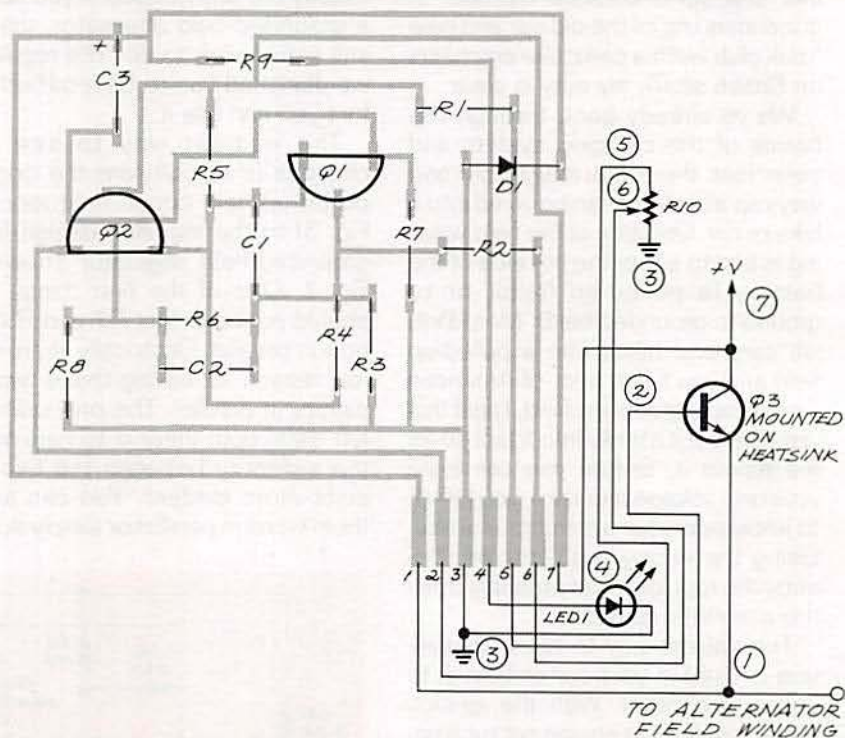 +
C3
R9
R1
R5
Q1
D1
5
6
R10
Q2
C1
R7
R2
3
+V
7
R8
R6
C2
R4
R3
2
Q3
MOUNTED
ON
HEATSINK
1 2 3 4 5 6 7
4
LED1
3
1
TO ALTERNATOR
FIELD WINDING